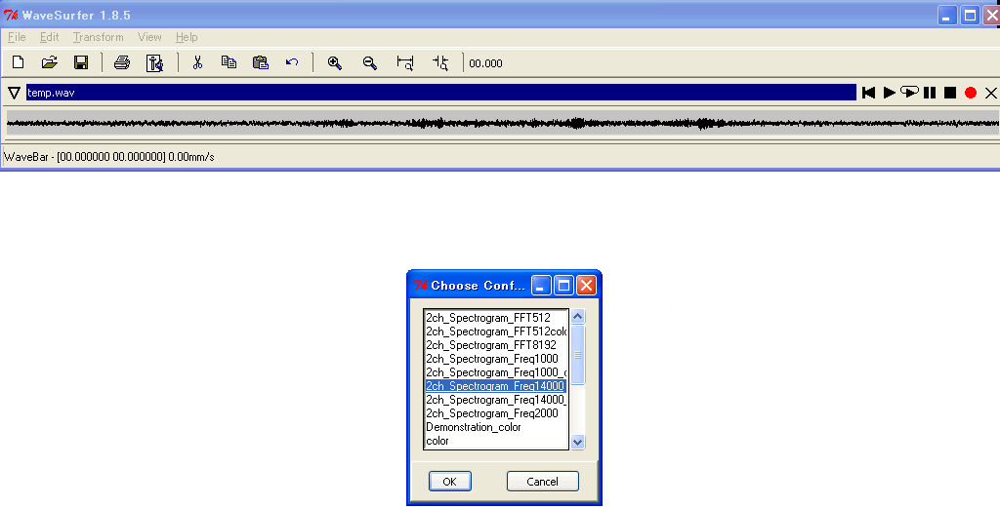 WaveSurfer 1.8.5
File Edit Transform View Help
00.000
temp.wav
WaveBar - [00.000000 00.000000] 0.00mm/s
Choose Conf...
2ch_Spectrogram_FFT512
2ch_Spectrogram_FFT512colo
2ch_Spectrogram_FFT8192
2ch_Spectrogram_Freq1000
2ch_Spectrogram_Freq1000_c
2ch_Spectrogram_Freq14000
2ch_Spectrogram_Freq14000_
2ch_Spectrogram_Freq2000
Demonstration_color
color
OK Cancel